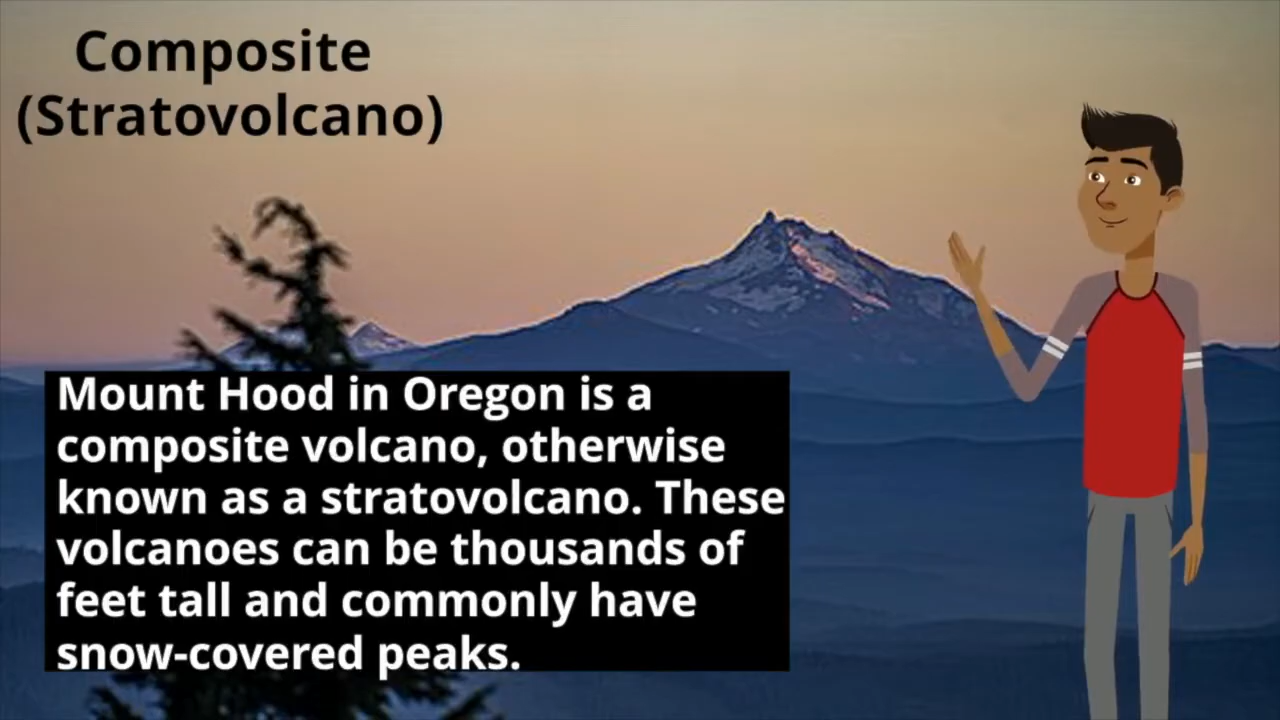 Composite
(Stratovolcano)
Mount Hood in Oregon is a
composite volcano, otherwise
known as a stratovolcano. These
volcanoes can be thousands of
feet tall and commonly have
snow-covered peaks.